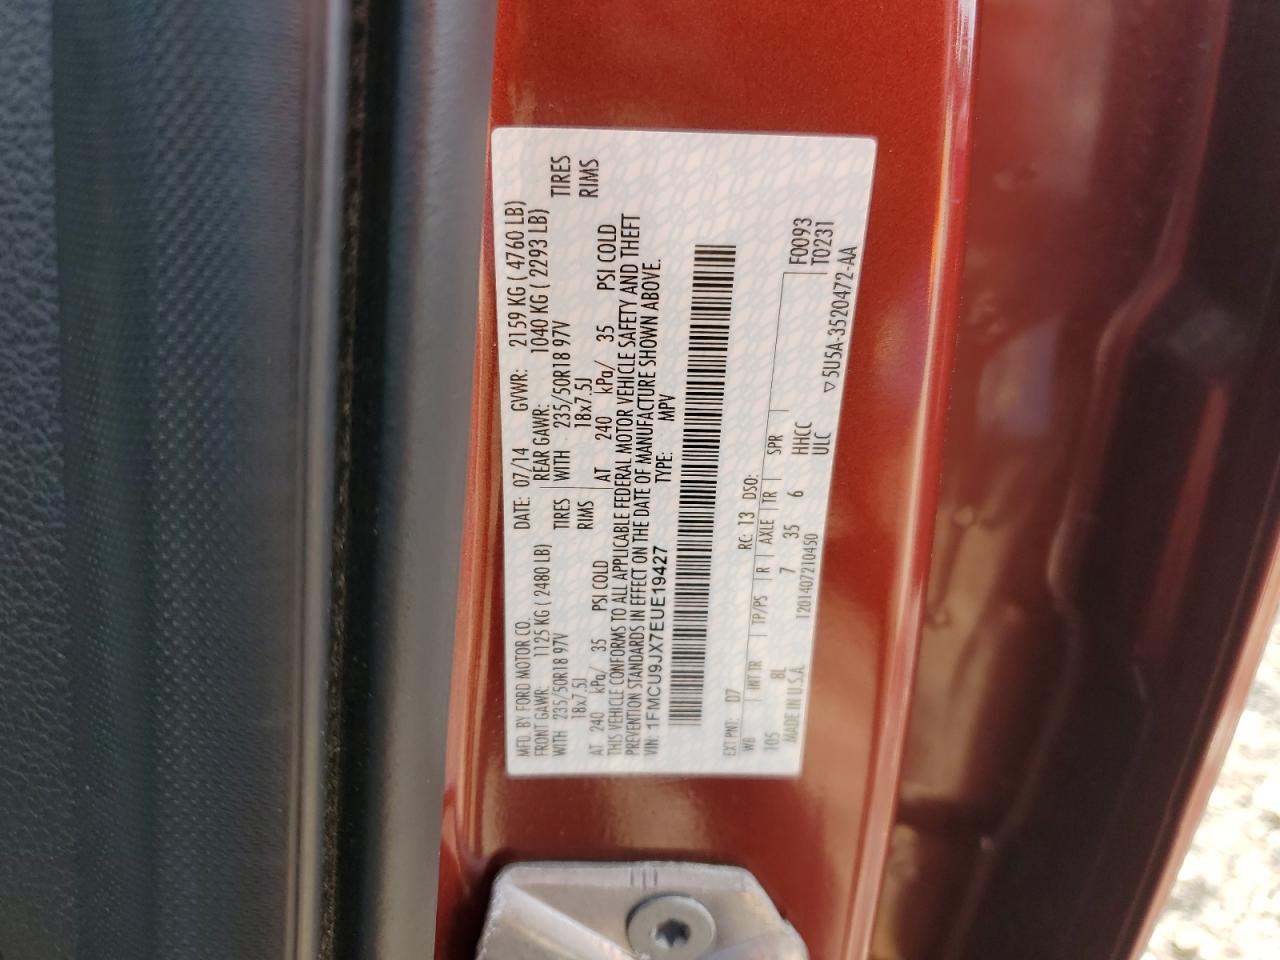 MFD. BY FORD MOTOR CO. DATE: 07/14 GVWR: 2159 KG ( 4760 LB)
FRONT GAWR: 1125 KG ( 2480 LB) REAR GAWR: 1040 KG ( 2293 LB)
WITH 235/50R18 97V TIRES WITH 235/50R18 97V TIRES
18x7.5J RIMS 18x7.5J RIMS
AT 240 kPa/ 35 PSI COLD AT 240 kPa/ 35 PSI COLD
THIS VEHICLE CONFORMS TO ALL APPLICABLE FEDERAL MOTOR VEHICLE SAFETY AND THEFT
PREVENTION STANDARDS IN EFFECT ON THE DATE OF MANUFACTURE SHOWN ABOVE.
VIN: 1FMCU9JX7EUE19427 TYPE: MPV
EXT PNT: D7 RC: 13 DSO: F0093
WB INT TR TP/PS R AXLE TR SPR T0231
105 8L 7 35 6 HHCC
MADE IN U.S.A. 1201407210450 ULC ▽5U5A-3520472-AA